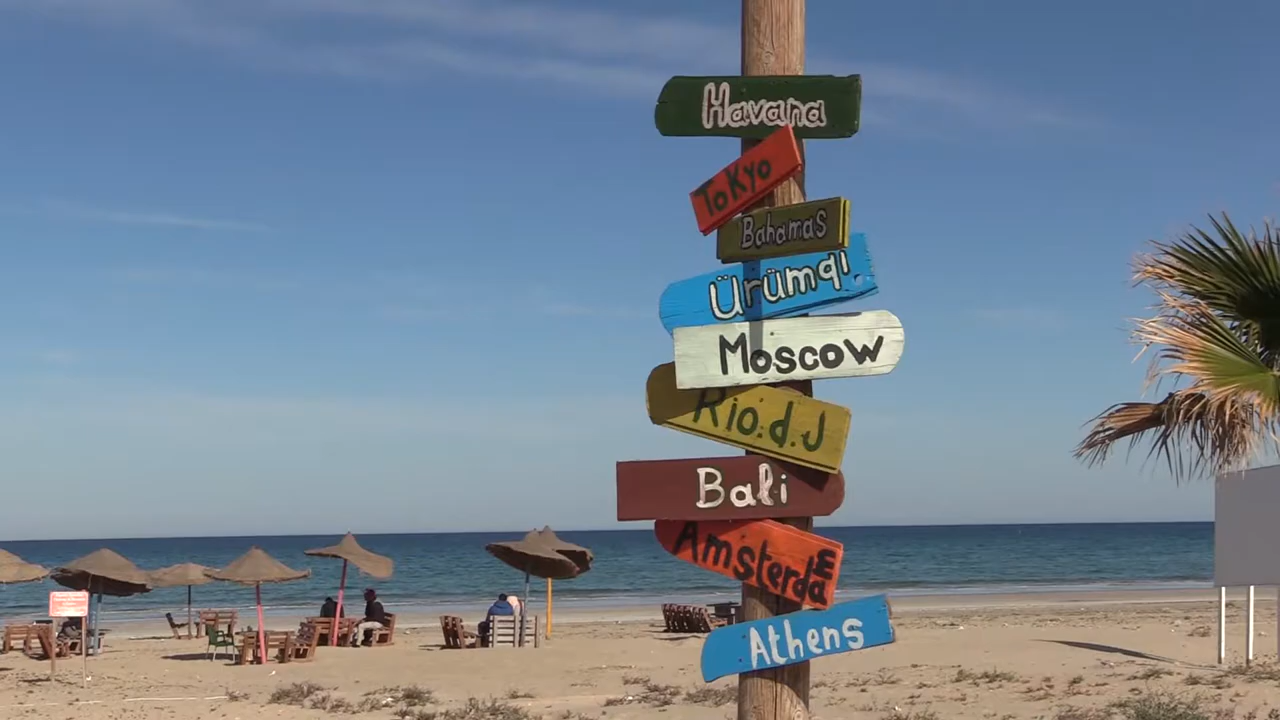 Havana
Tokyo
Bahamas
Ürümqi
Moscow
Rio.d.J
Bali
Amsterdam
Athens